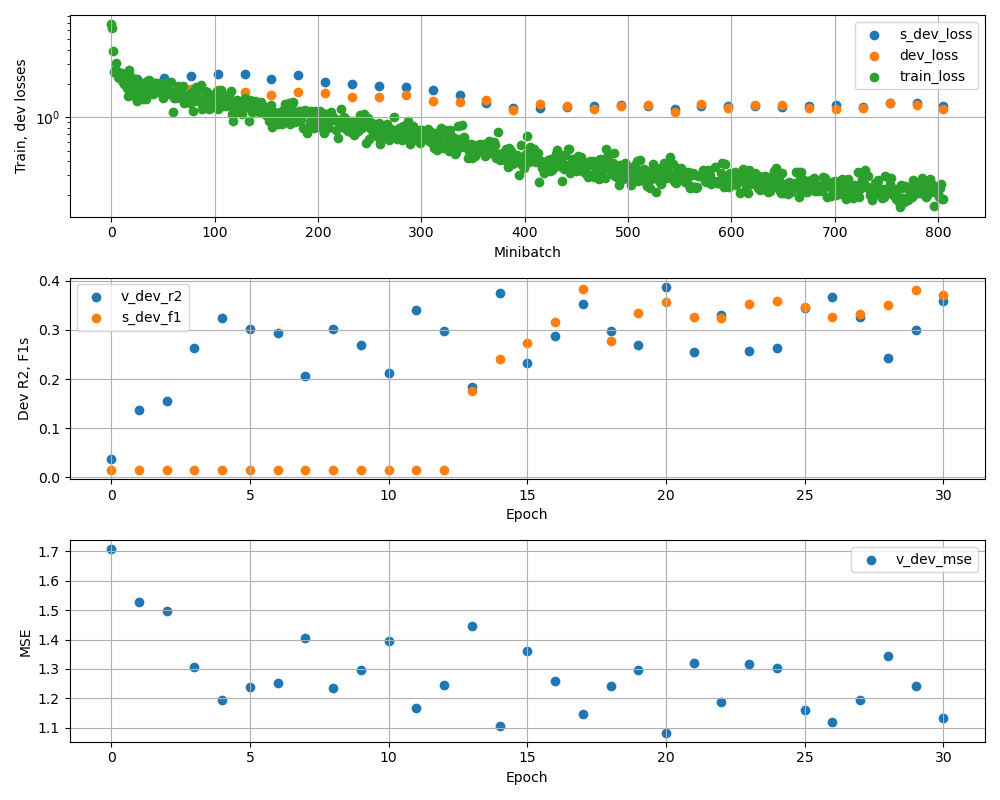 Train, dev losses
10⁰
s_dev_loss
dev_loss
train_loss
0 100 200 300 400 500 600 700 800
Minibatch
Dev R2, F1s
0.4
0.3
0.2
0.1
0.0
v_dev_r2
s_dev_f1
0 5 10 15 20 25 30
Epoch
MSE
1.7
1.6
1.5
1.4
1.3
1.2
1.1
v_dev_mse
0 5 10 15 20 25 30
Epoch